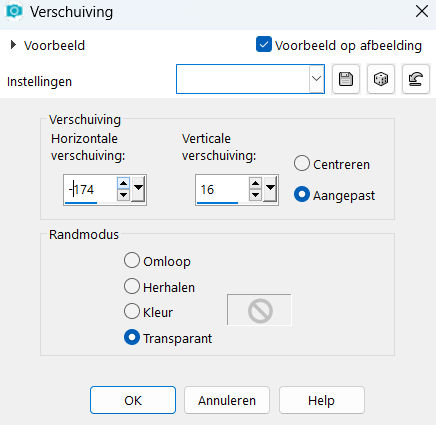 Verschuiving
Voorbeeld
Voorbeeld op afbeelding
Instellingen
Verschuiving
Horizontale verschuiving:
Verticale verschuiving:
-174
16
Centreren
Aangepast
Randmodus
Omloop
Herhalen
Kleur
Transparant
OK
Annuleren
Help